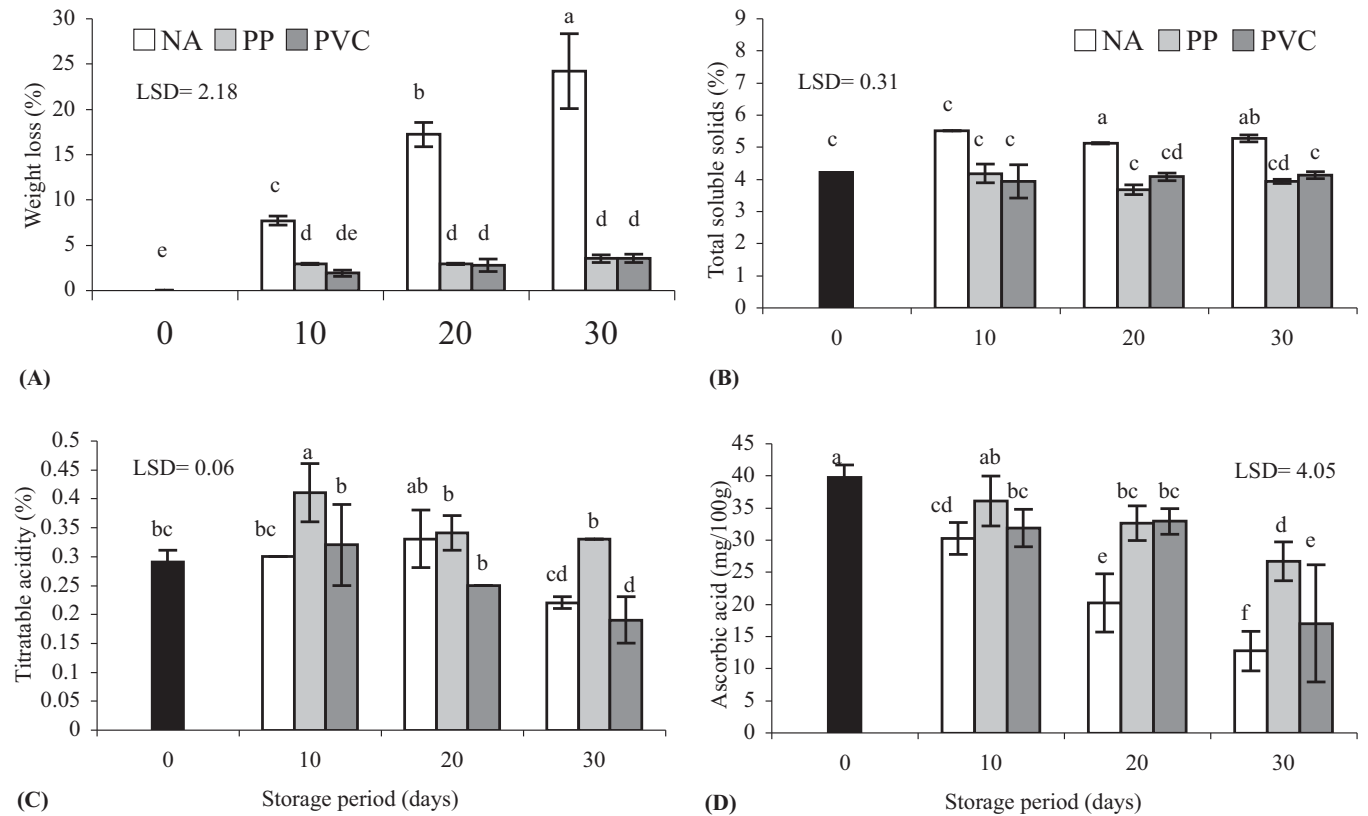 30
25
20
15
10
5
0
Weight loss (%)
NA PP PVC
LSD= 2.18
e
c
d
de
b
d
d
a
d
d
0 10 20 30
(A)
9
8
7
6
5
4
3
2
1
0
Total soluble solids (%)
NA PP PVC
LSD= 0.31
c
c
c
c
a
c
cd
ab
cd
c
0 10 20 30
(B)
0.5
0.45
0.4
0.35
0.3
0.25
0.2
0.15
0.1
0.05
0
Titratable acidity (%)
LSD= 0.06
bc
bc
a
b
ab
b
b
cd
b
d
0 10 20 30
(C) Storage period (days)
45
40
35
30
25
20
15
10
5
0
Ascorbic acid (mg/100g)
LSD= 4.05
a
cd
ab
bc
e
bc
bc
f
d
e
0 10 20 30
(D) Storage period (days)